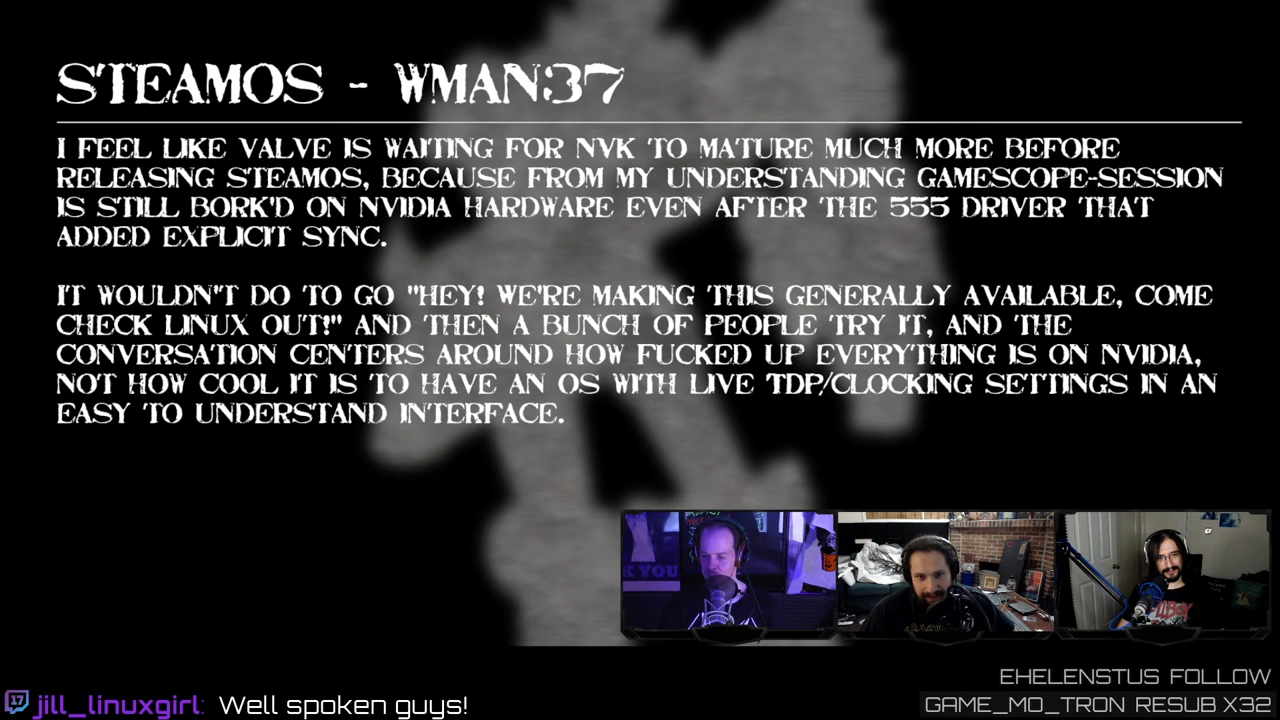 STEAMOS - WMAN37
I FEEL LIKE VALVE IS WAITING FOR NVK TO MATURE MUCH MORE BEFORE
RELEASING STEAMOS, BECAUSE FROM MY UNDERSTANDING GAMESCOPE-SESSION
IS STILL BORK'D ON NVIDIA HARDWARE EVEN AFTER THE 555 DRIVER THAT
ADDED EXPLICIT SYNC.
IT WOULDN'T DO TO GO "HEY! WE'RE MAKING THIS GENERALLY AVAILABLE, COME
CHECK LINUX OUT!" AND THEN A BUNCH OF PEOPLE TRY IT, AND THE
CONVERSATION CENTERS AROUND HOW FUCKED UP EVERYTHING IS ON NVIDIA,
NOT HOW COOL IT IS TO HAVE AN OS WITH LIVE TDP/CLOCKING SETTINGS IN AN
EASY TO UNDERSTAND INTERFACE.
K YOU
EHELENSTUS FOLLOW
GAME_MO_TRON RESUB X32
17 jill_linuxgirl: Well spoken guys!